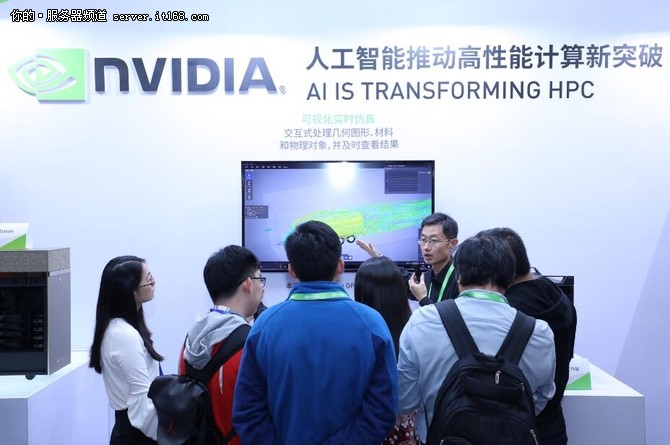 你的·服务器频道 server.it168.com
NVIDIA
人工智能推动高性能计算新突破
AI IS TRANSFORMING HPC
可视化实时仿真
交互式处理几何图形、材料
和物理对象,并及时查看结果